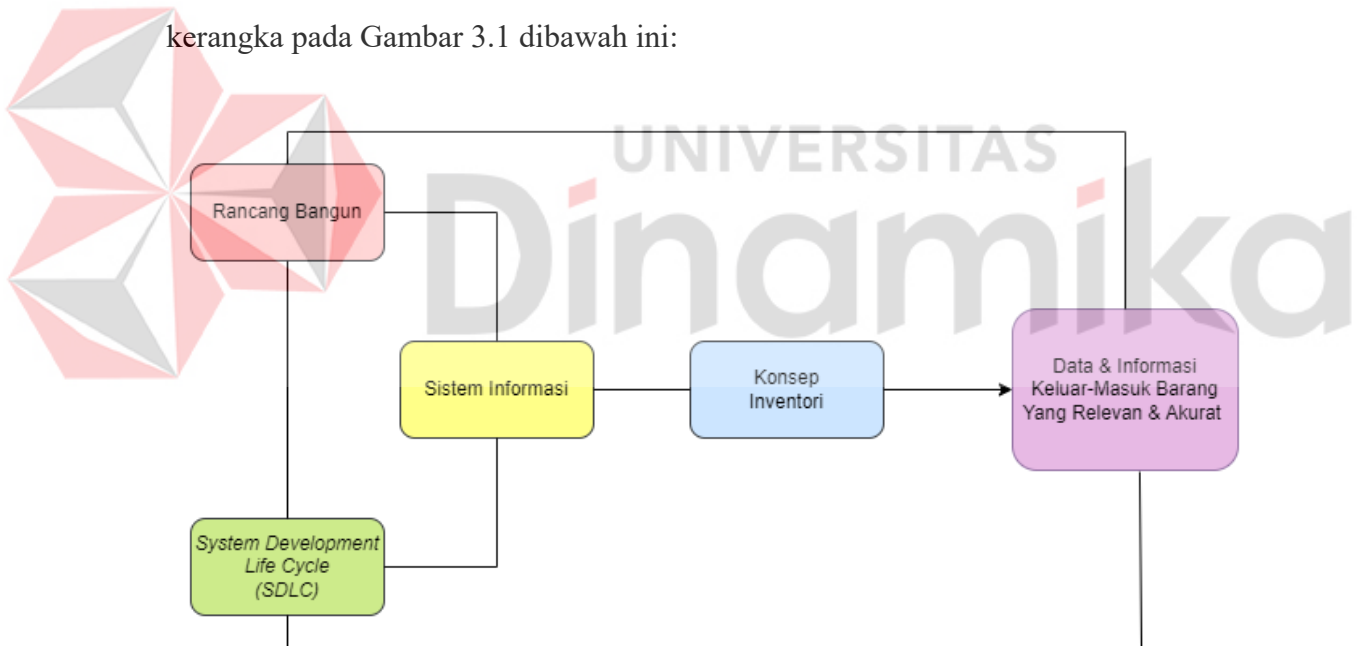 kerangka pada Gambar 3.1 dibawah ini:
UNIVERSITAS
Dinamika
Rancang Bangun
Sistem Informasi
Konsep
Inventori
Data & Informasi
Keluar-Masuk Barang
Yang Relevan & Akurat
System Development
Life Cycle
(SDLC)